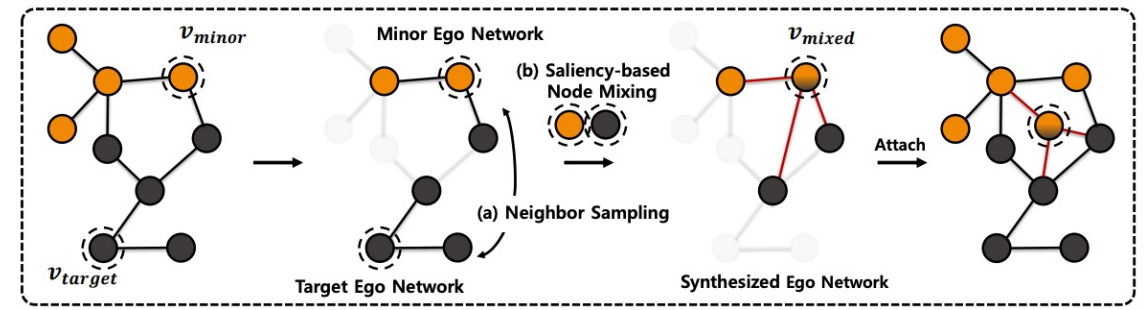 v_minor
Minor Ego Network
(b) Saliency-based
Node Mixing
v_mixed
Attach
(a) Neighbor Sampling
v_target
Target Ego Network
Synthesized Ego Network